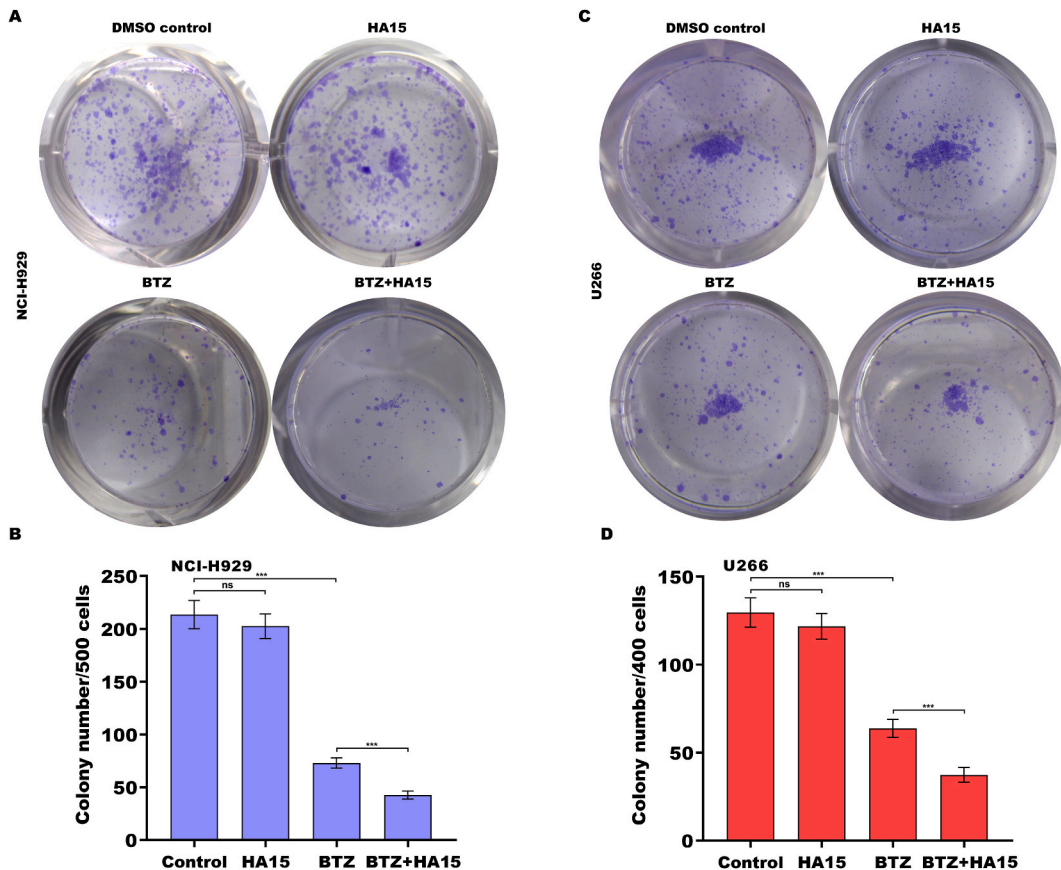 A
DMSO control
HA15
NCI-H929
BTZ
BTZ+HA15
C
DMSO control
HA15
U266
BTZ
BTZ+HA15
B
NCI-H929
***
ns
***
Colony number/500 cells
250
200
150
100
50
0
Control
HA15
BTZ
BTZ+HA15
D
U266
***
ns
***
Colony number/400 cells
150
100
50
0
Control
HA15
BTZ
BTZ+HA15